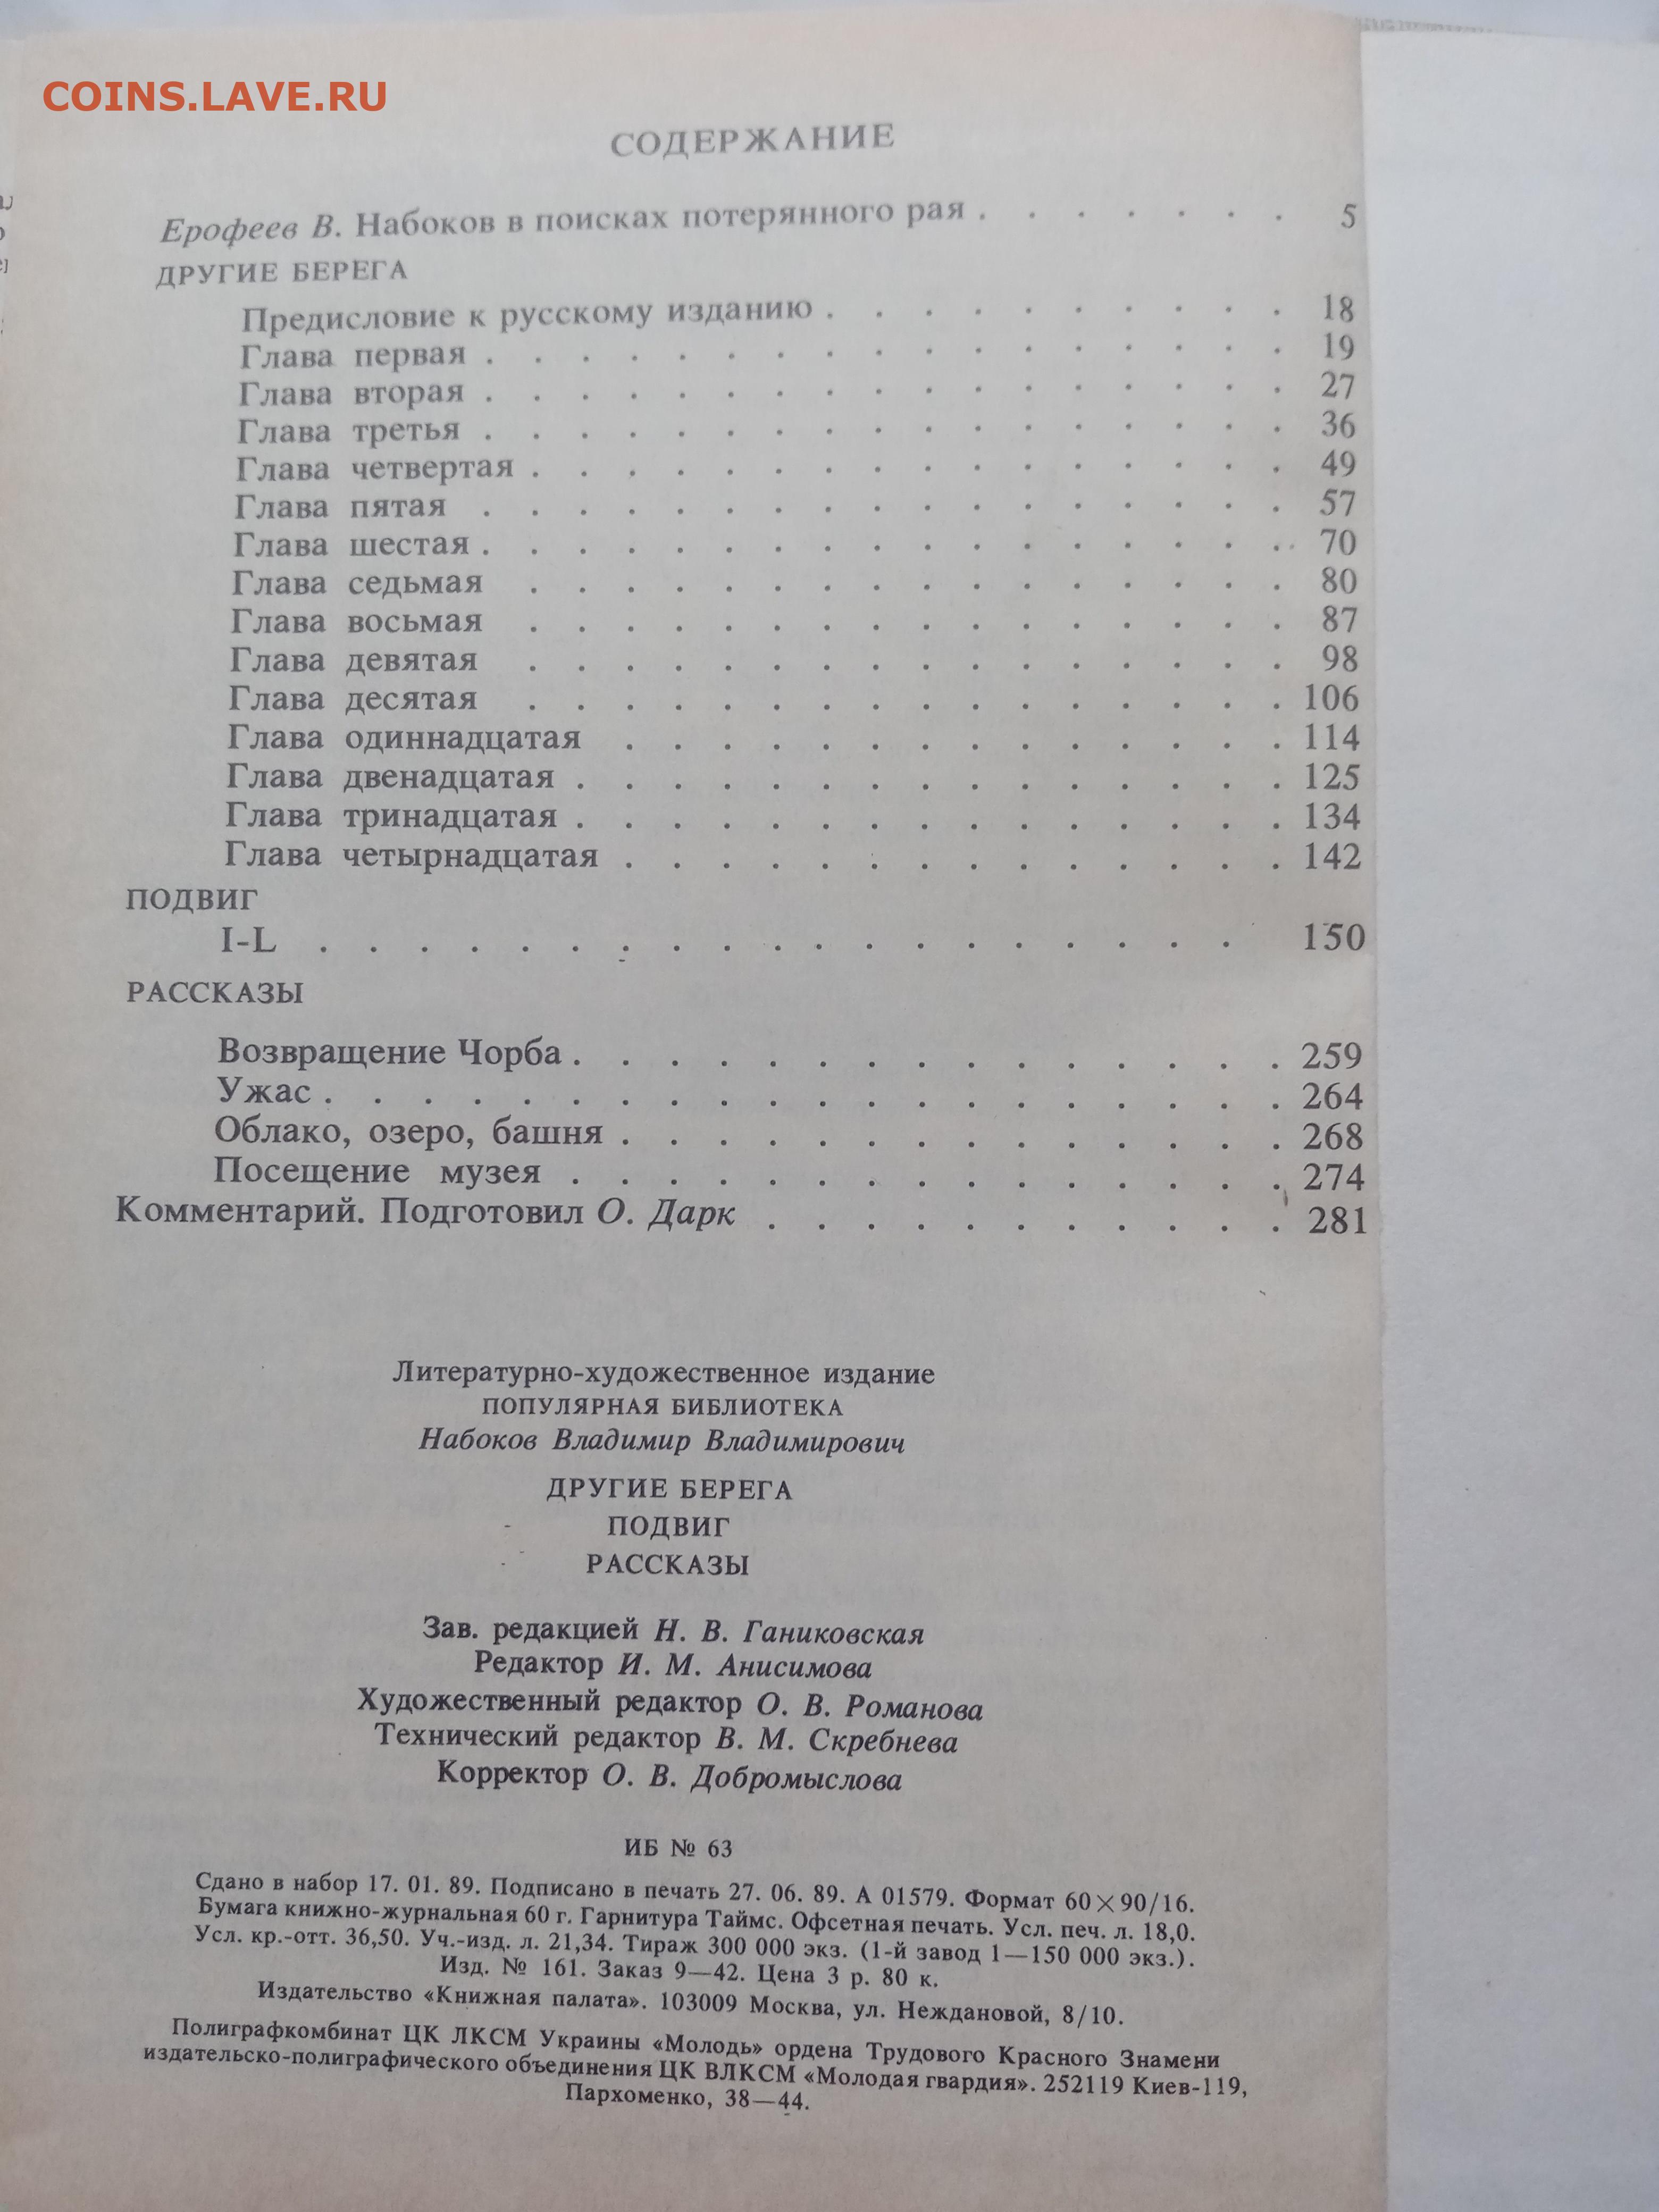 COINS.LAVE.RU
СОДЕРЖАНИЕ
Ерофеев В. Набоков в поисках потерянного рая . . . . . . . 5
ДРУГИЕ БЕРЕГА
Предисловие к русскому изданию . . . . . . . . . . 18
Глава первая . . . . . . . . . . . . . . . . . 19
Глава вторая . . . . . . . . . . . . . . . . . 27
Глава третья . . . . . . . . . . . . . . . . . 36
Глава четвертая . . . . . . . . . . . . . . . . 49
Глава пятая . . . . . . . . . . . . . . . . . 57
Глава шестая . . . . . . . . . . . . . . . . . 70
Глава седьмая . . . . . . . . . . . . . . . . 80
Глава восьмая . . . . . . . . . . . . . . . . 87
Глава девятая . . . . . . . . . . . . . . . . 98
Глава десятая . . . . . . . . . . . . . . . . 106
Глава одиннадцатая . . . . . . . . . . . . . . 114
Глава двенадцатая . . . . . . . . . . . . . . . 125
Глава тринадцатая . . . . . . . . . . . . . . . 134
Глава четырнадцатая . . . . . . . . . . . . . . 142
ПОДВИГ
I-L . . . . . . . . . . . . . . . . . . . 150
РАССКАЗЫ
Возвращение Чорба . . . . . . . . . . . . . . . 259
Ужас . . . . . . . . . . . . . . . . . . . . 264
Облако, озеро, башня . . . . . . . . . . . . . . 268
Посещение музея . . . . . . . . . . . . . . . 274
Комментарий. Подготовил О. Дарк . . . . . . . . . . . 281
Литературно-художественное издание
ПОПУЛЯРНАЯ БИБЛИОТЕКА
Набоков Владимир Владимирович
ДРУГИЕ БЕРЕГА
ПОДВИГ
РАССКАЗЫ
Зав. редакцией Н. В. Ганиковская
Редактор И. М. Анисимова
Художественный редактор О. В. Романова
Технический редактор В. М. Скребнева
Корректор О. В. Добромыслова
ИБ № 63
Сдано в набор 17. 01. 89. Подписано в печать 27. 06. 89. А 01579. Формат 60×90/16.
Бумага книжно-журнальная 60 г. Гарнитура Таймс. Офсетная печать. Усл. печ. л. 18,0.
Усл. кр.-отт. 36,50. Уч.-изд. л. 21,34. Тираж 300 000 экз. (1-й завод 1—150 000 экз.).
Изд. № 161. Заказ 9—42. Цена 3 р. 80 к.
Издательство «Книжная палата». 103009 Москва, ул. Неждановой, 8/10.
Полиграфкомбинат ЦК ЛКСМ Украины «Молодь» ордена Трудового Красного Знамени
издательско-полиграфического объединения ЦК ВЛКСМ «Молодая гвардия». 252119 Киев-119,
Пархоменко, 38—44.